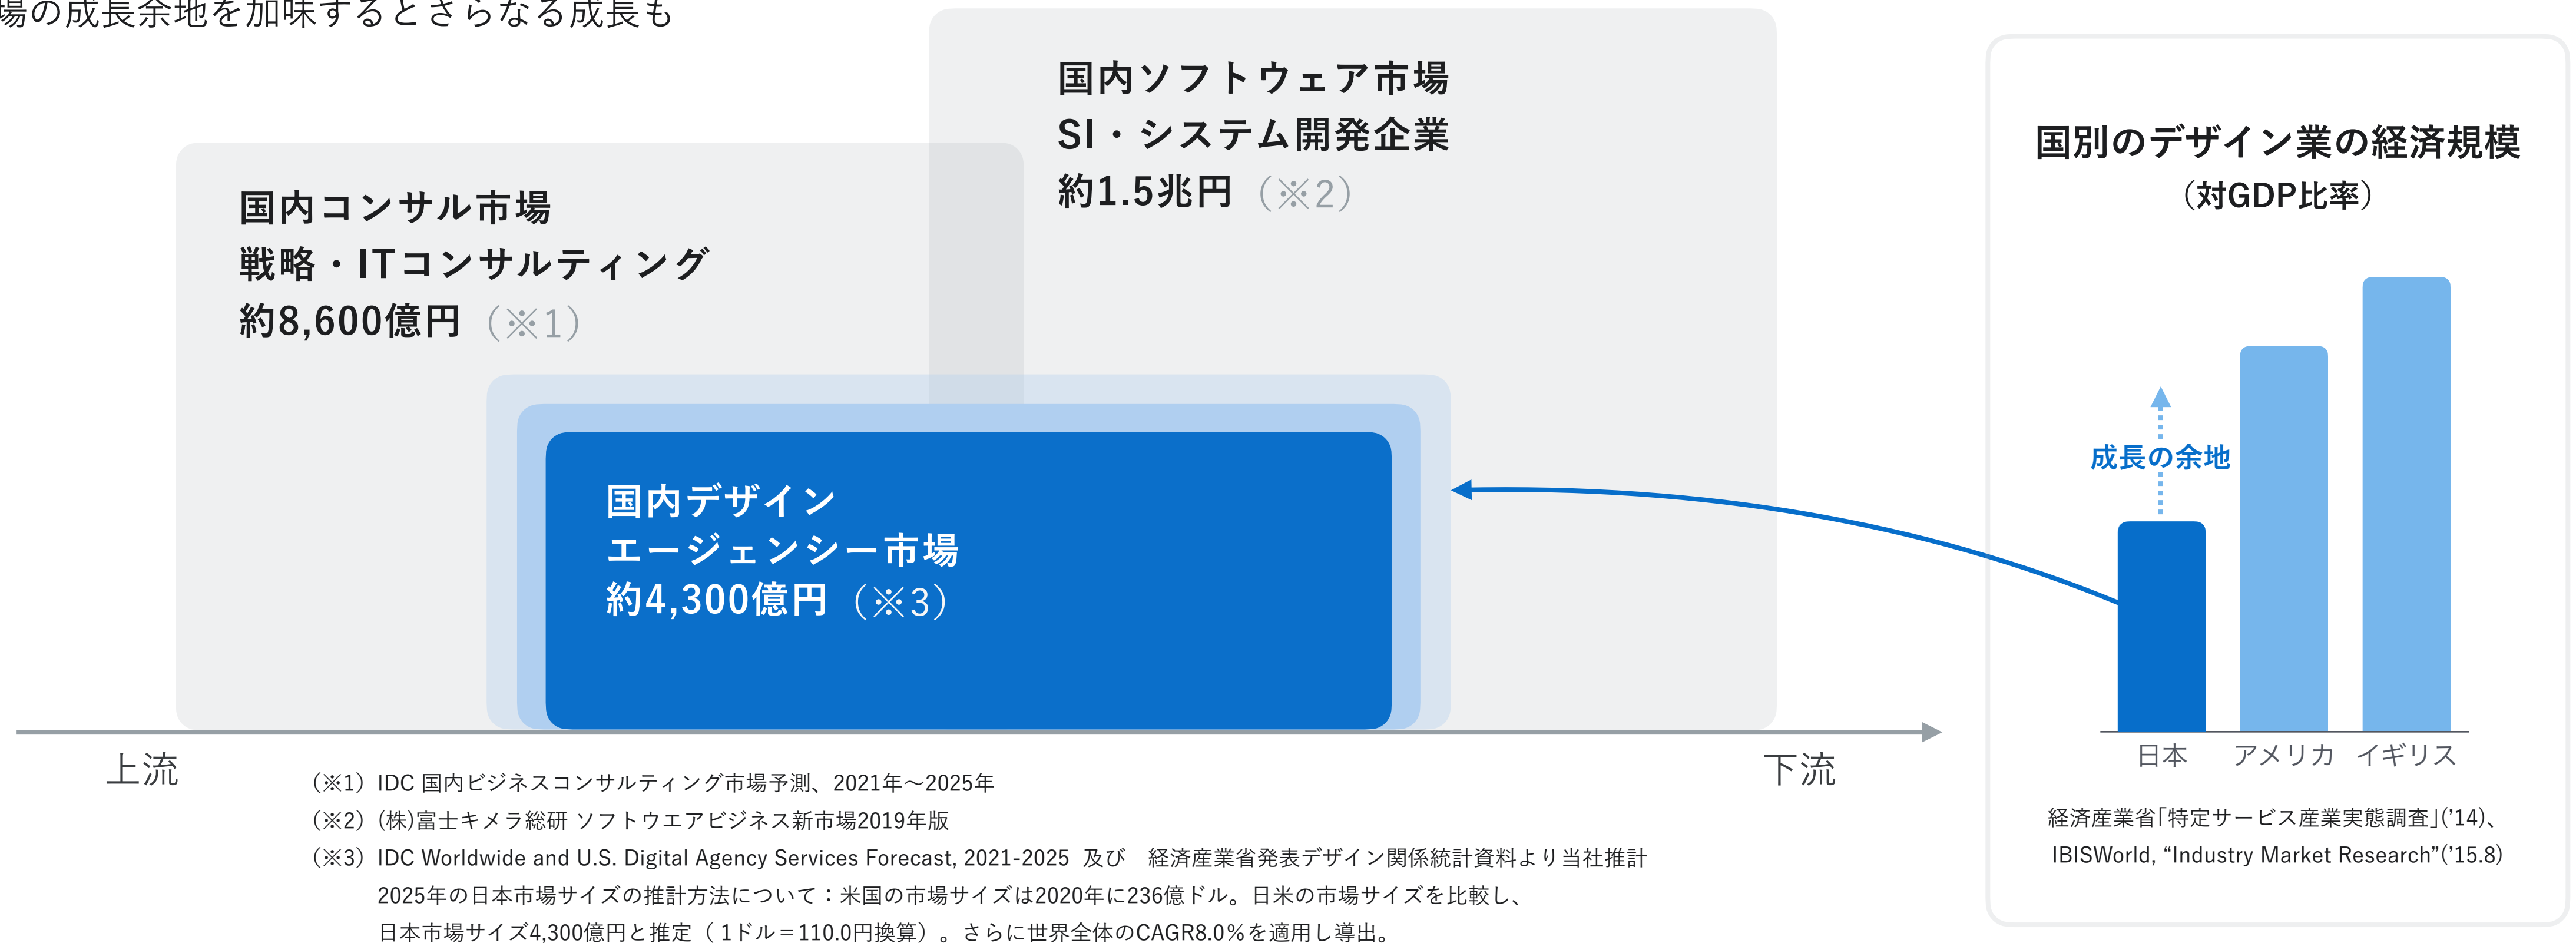 場の成長余地を加味するとさらなる成長も
国内コンサル市場
戦略・ITコンサルティング
約8,600億円（※1）
国内ソフトウェア市場
SI・システム開発企業
約1.5兆円（※2）
国内デザイン
エージェンシー市場
約4,300億円（※3）
上流
下流
（※1）IDC 国内ビジネスコンサルティング市場予測、2021年～2025年
（※2）(株)富士キメラ総研 ソフトウエアビジネス新市場2019年版
（※3）IDC Worldwide and U.S. Digital Agency Services Forecast, 2021-2025 及び　経済産業省発表デザイン関係統計資料より当社推計
2025年の日本市場サイズの推計方法について：米国の市場サイズは2020年に236億ドル。日米の市場サイズを比較し、
日本市場サイズ4,300億円と推定（ 1ドル＝110.0円換算）。さらに世界全体のCAGR8.0％を適用し導出。
国別のデザイン業の経済規模
（対GDP比率）
成長の余地
日本 アメリカ イギリス
経済産業省｢特定サービス産業実態調査｣(’14)、
IBISWorld, “Industry Market Research”(’15.8)